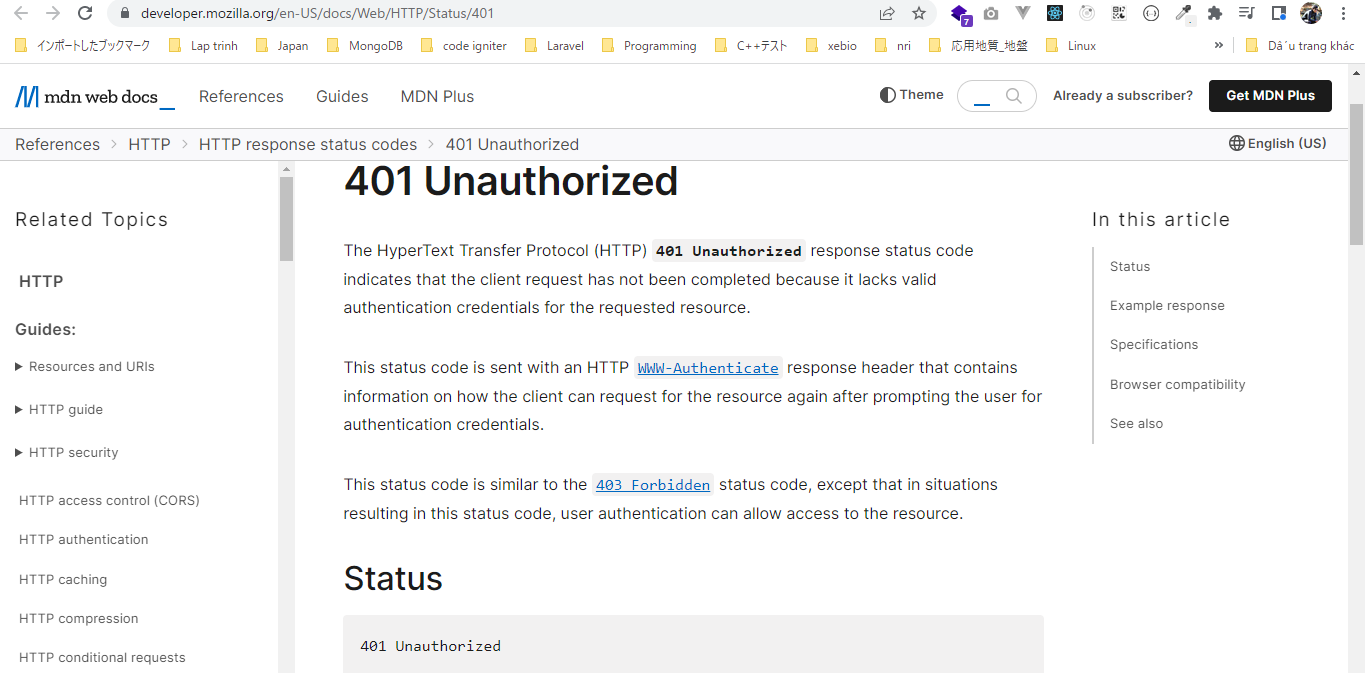 developer.mozilla.org/en-US/docs/Web/HTTP/Status/401
7
インポートしたブックマーク Lap trinh Japan MongoDB code igniter Laravel Programming C++テスト xebio nri 応用地質_地盤 Linux » Dấu trang khác
mdn web docs_ References Guides MDN Plus Theme Already a subscriber? Get MDN Plus
References > HTTP > HTTP response status codes > 401 Unauthorized English (US)
Related Topics
HTTP
Guides:
Resources and URIs
HTTP guide
HTTP security
HTTP access control (CORS)
HTTP authentication
HTTP caching
HTTP compression
HTTP conditional requests
401 Unauthorized
The HyperText Transfer Protocol (HTTP) 401 Unauthorized response status code
indicates that the client request has not been completed because it lacks valid
authentication credentials for the requested resource.
This status code is sent with an HTTP WWW-Authenticate response header that contains
information on how the client can request for the resource again after prompting the user for
authentication credentials.
This status code is similar to the 403 Forbidden status code, except that in situations
resulting in this status code, user authentication can allow access to the resource.
Status
401 Unauthorized
In this article
Status
Example response
Specifications
Browser compatibility
See also